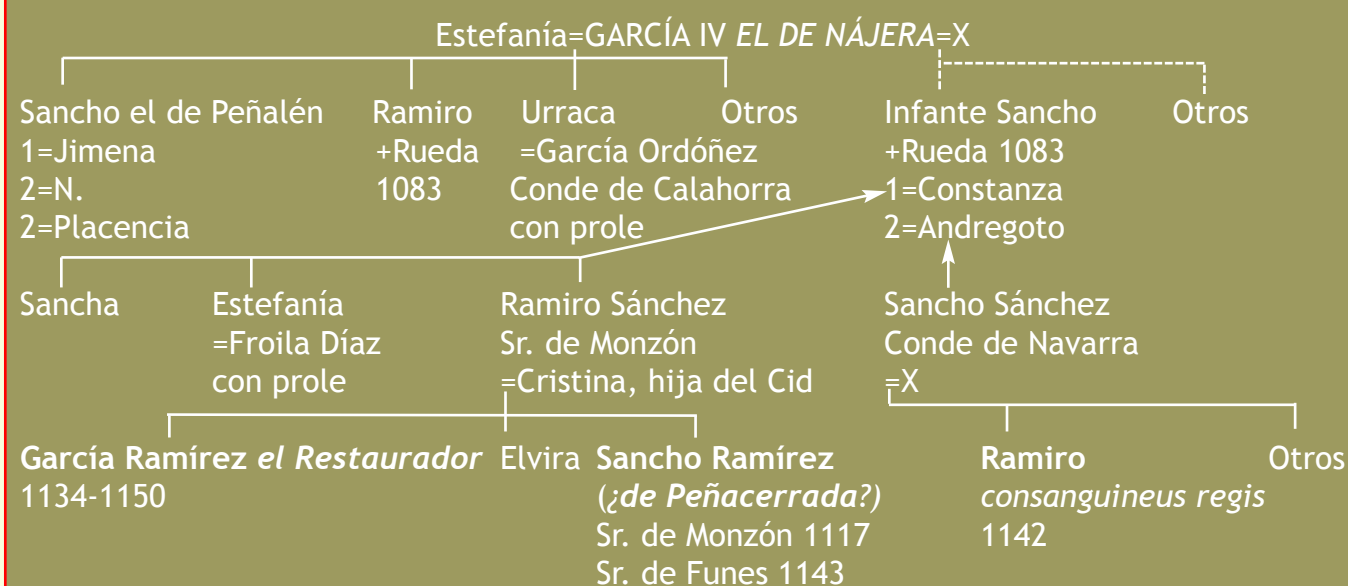 Estefanía=GARCÍA IV EL DE NÁJERA=X
Sancho el de Peñalén Ramiro Urraca Otros Infante Sancho Otros
1=Jimena +Rueda =García Ordóñez +Rueda 1083
2=N. 1083 Conde de Calahorra 1=Constanza
2=Placencia con prole 2=Andregoto
Sancha Estefanía Ramiro Sánchez Sancho Sánchez
=Froila Díaz Sr. de Monzón Conde de Navarra
con prole =Cristina, hija del Cid =X
García Ramírez el Restaurador Elvira Sancho Ramírez Ramiro Otros
1134-1150 (¿de Peñacerrada?) consanguineus regis
Sr. de Monzón 1117 1142
Sr. de Funes 1143